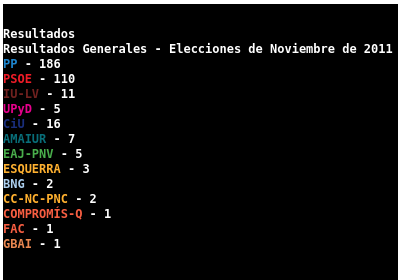 Resultados
Resultados Generales - Elecciones de Noviembre de 2011
PP - 186
PSOE - 110
IU-LV - 11
UPyD - 5
CiU - 16
AMAIUR - 7
EAJ-PNV - 5
ESQUERRA - 3
BNG - 2
CC-NC-PNC - 2
COMPROMÍS-Q - 1
FAC - 1
GBAI - 1